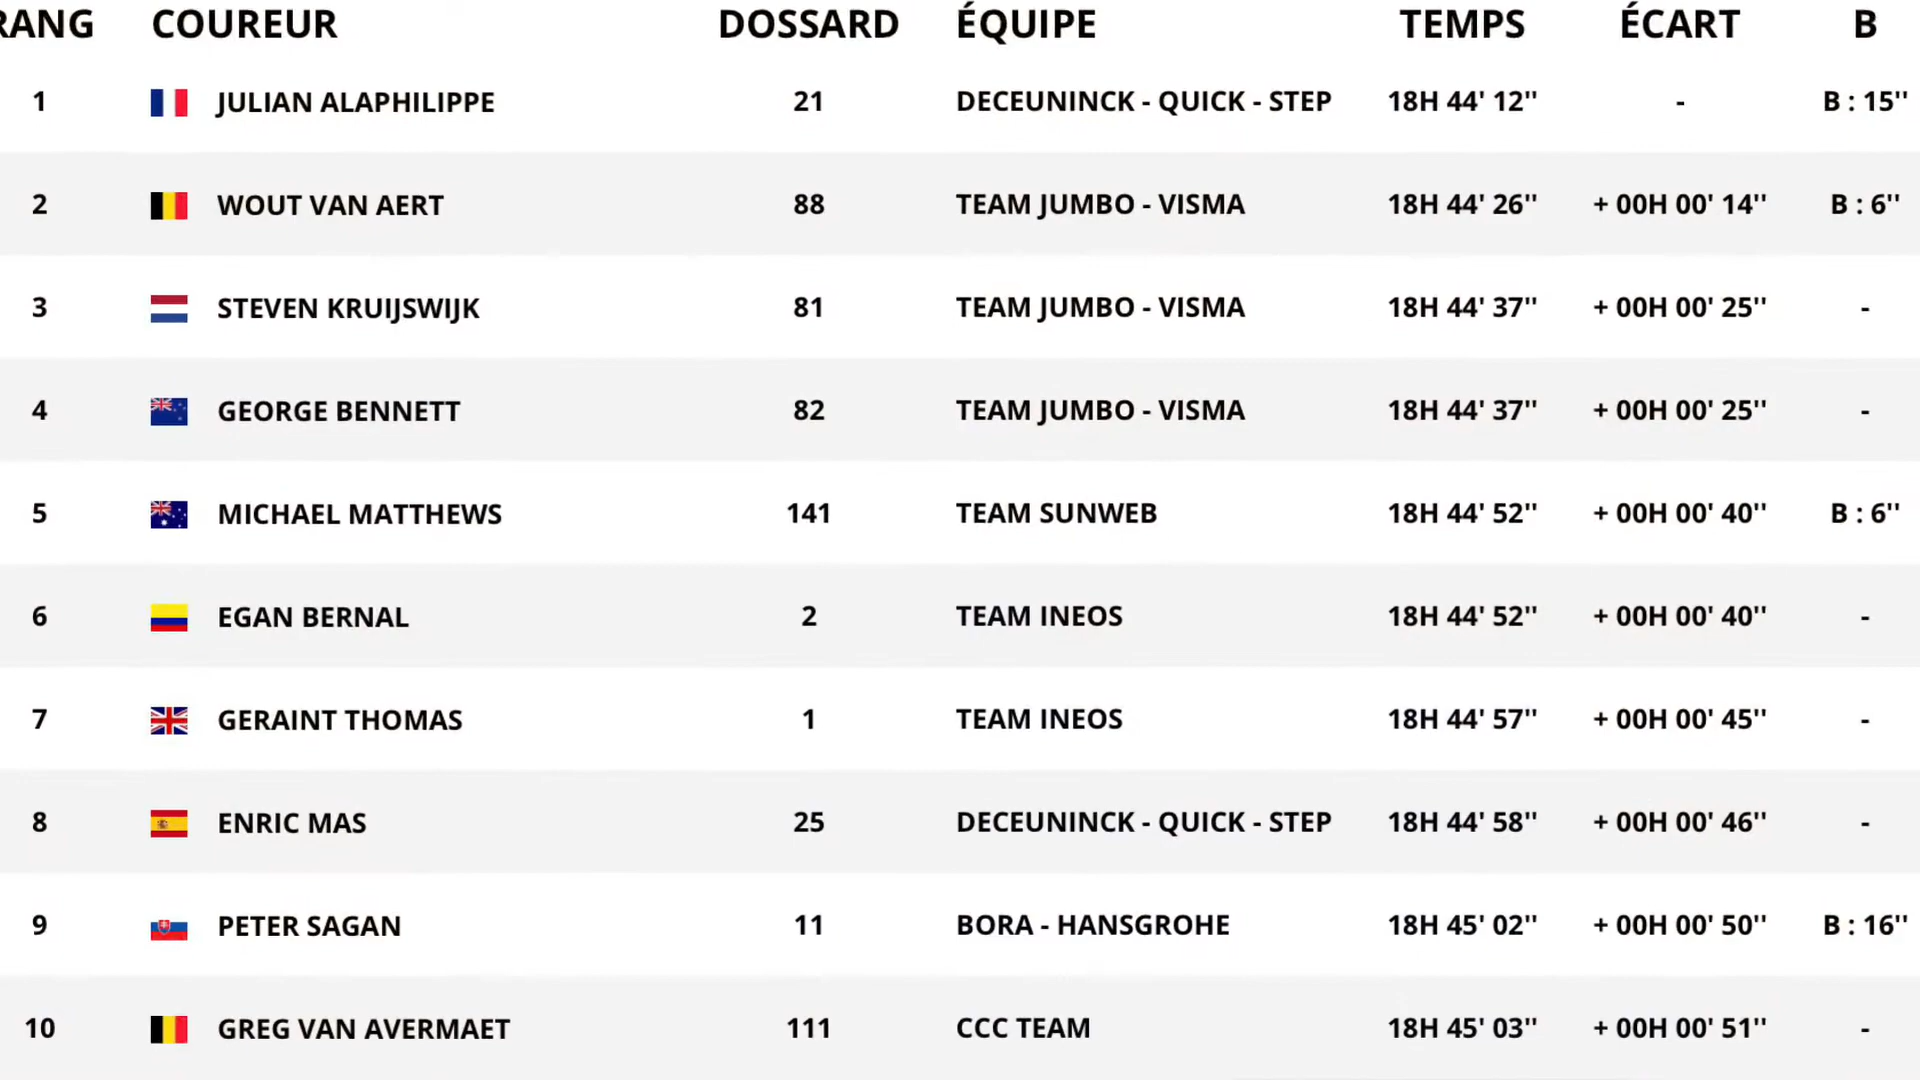 RANG COUREUR DOSSARD ÉQUIPE TEMPS ÉCART B
1 JULIAN ALAPHILIPPE 21 DECEUNINCK - QUICK - STEP 18H 44' 12'' - B : 15''
2 WOUT VAN AERT 88 TEAM JUMBO - VISMA 18H 44' 26'' + 00H 00' 14'' B : 6''
3 STEVEN KRUIJSWIJK 81 TEAM JUMBO - VISMA 18H 44' 37'' + 00H 00' 25'' -
4 GEORGE BENNETT 82 TEAM JUMBO - VISMA 18H 44' 37'' + 00H 00' 25'' -
5 MICHAEL MATTHEWS 141 TEAM SUNWEB 18H 44' 52'' + 00H 00' 40'' B : 6''
6 EGAN BERNAL 2 TEAM INEOS 18H 44' 52'' + 00H 00' 40'' -
7 GERAINT THOMAS 1 TEAM INEOS 18H 44' 57'' + 00H 00' 45'' -
8 ENRIC MAS 25 DECEUNINCK - QUICK - STEP 18H 44' 58'' + 00H 00' 46'' -
9 PETER SAGAN 11 BORA - HANSGROHE 18H 45' 02'' + 00H 00' 50'' B : 16''
10 GREG VAN AVERMAET 111 CCC TEAM 18H 45' 03'' + 00H 00' 51'' -